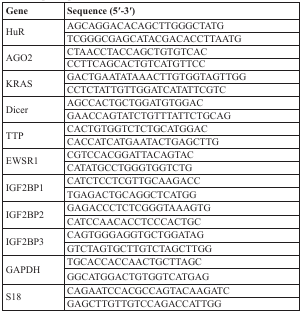 Gene Sequence (5′-3′)
HuR AGCAGGACACAGCTTGGGCTATG
TCGGGCGAGCATACGACACCTTAATG
AGO2 CTAACCTACCAGCTGTGTCAC
CCTTCAGCACTGTCATGTTCC
KRAS GACTGAATATAAACTTGTGGTAGTTGG
CCTCTATTGTTGGATCATATTCGTC
Dicer AGCCACTGCTGGATGTGGAC
GAACCAGTATCTGTTTATTCTGCAG
TTP CACTGTGGTCTCTGCATGGAC
CACCATCATGAATACTGAGCTTG
EWSR1 CGTCCACGGATTACAGTAC
CATATGCCTGGGTGGTCTG
IGF2BP1 CATCTCCTCGTTGCAAGACC
TGAGACTGCAGGCTCATGG
IGF2BP2 GAGACCCTCTCGGGTAAAGTG
CATCCAACACCTCCCACTGC
IGF2BP3 CAGTGGGAGGTGCTGGATAG
GTCTAGTGCTTGTCTAGCTTGG
GAPDH TGCACCACCAACTGCTTAGC
GGCATGGACTGTGGTCATGAG
S18 CAGAATCCACGCCAGTACAAGATC
GAGCTTGTTGTCCAGACCATTGG